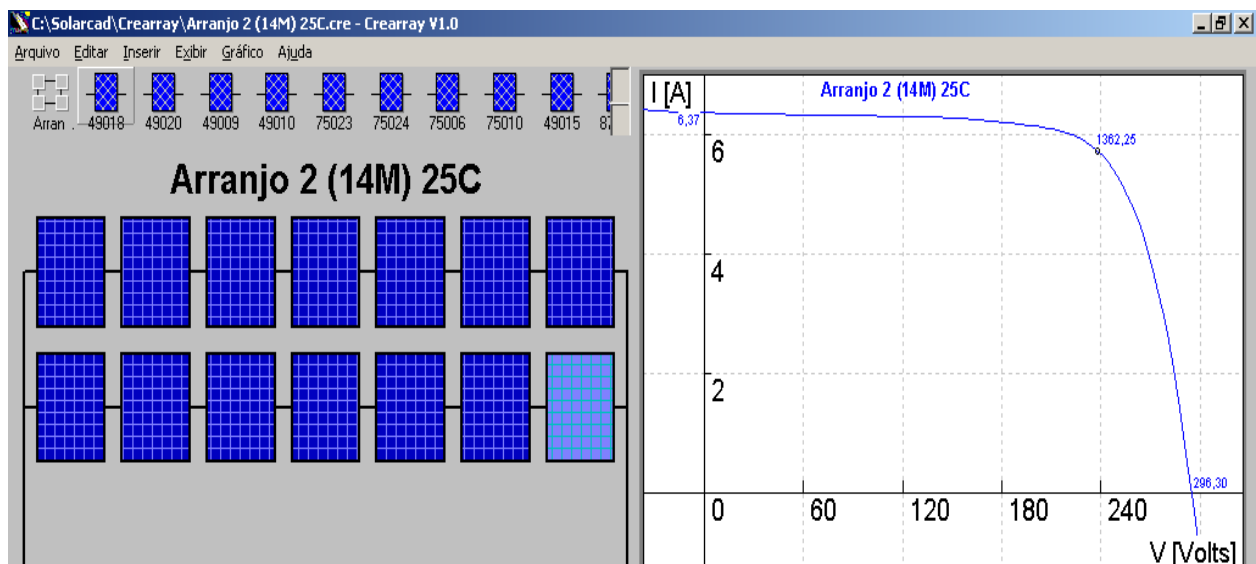 C:\Solarcad\Crearray\Arranjo 2 (14M) 25C.cre - Crearray V1.0
Arquivo Editar Inserir Exibir Gráfico Ajuda
Arran . 49018 49020 49009 49010 75023 75024 75006 75010 49015
Arranjo 2 (14M) 25C
I [A]
Arranjo 2 (14M) 25C
6,37
6
1362,25
4
2
296,30
0 60 120 180 240
V [Volts]